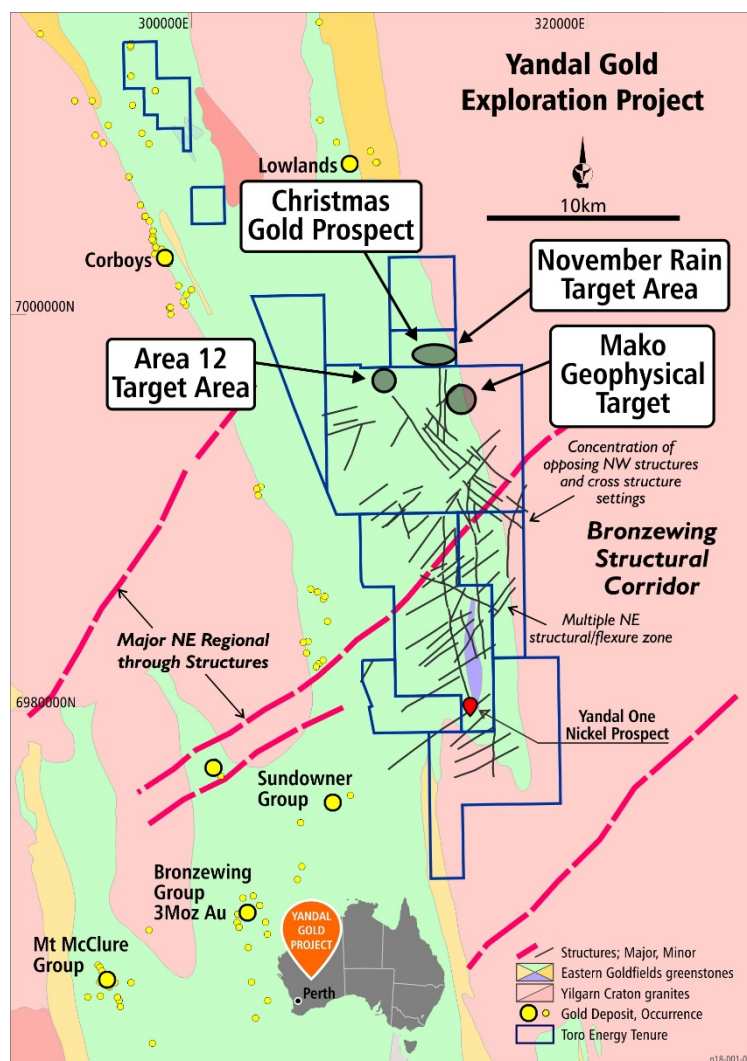 300000E
320000E
Yandal Gold
Exploration Project
Lowlands
10km
Christmas
Gold Prospect
Corboys
November Rain
Target Area
7000000N
Area 12
Target Area
Mako
Geophysical
Target
Concentration of
opposing NW structures
and cross structure
settings
Bronzewing
Structural
Corridor
Multiple NE
structural/flexure zone
Major NE Regional
through Structures
6980000N
Yandal One
Nickel Prospect
Sundowner
Group
Bronzewing
Group
3Moz Au
YANDAL
GOLD
PROJECT
Mt McClure
Group
Perth
Structures; Major, Minor
Eastern Goldfields greenstones
Yilgarn Craton granites
Gold Deposit, Occurrence
Toro Energy Tenure